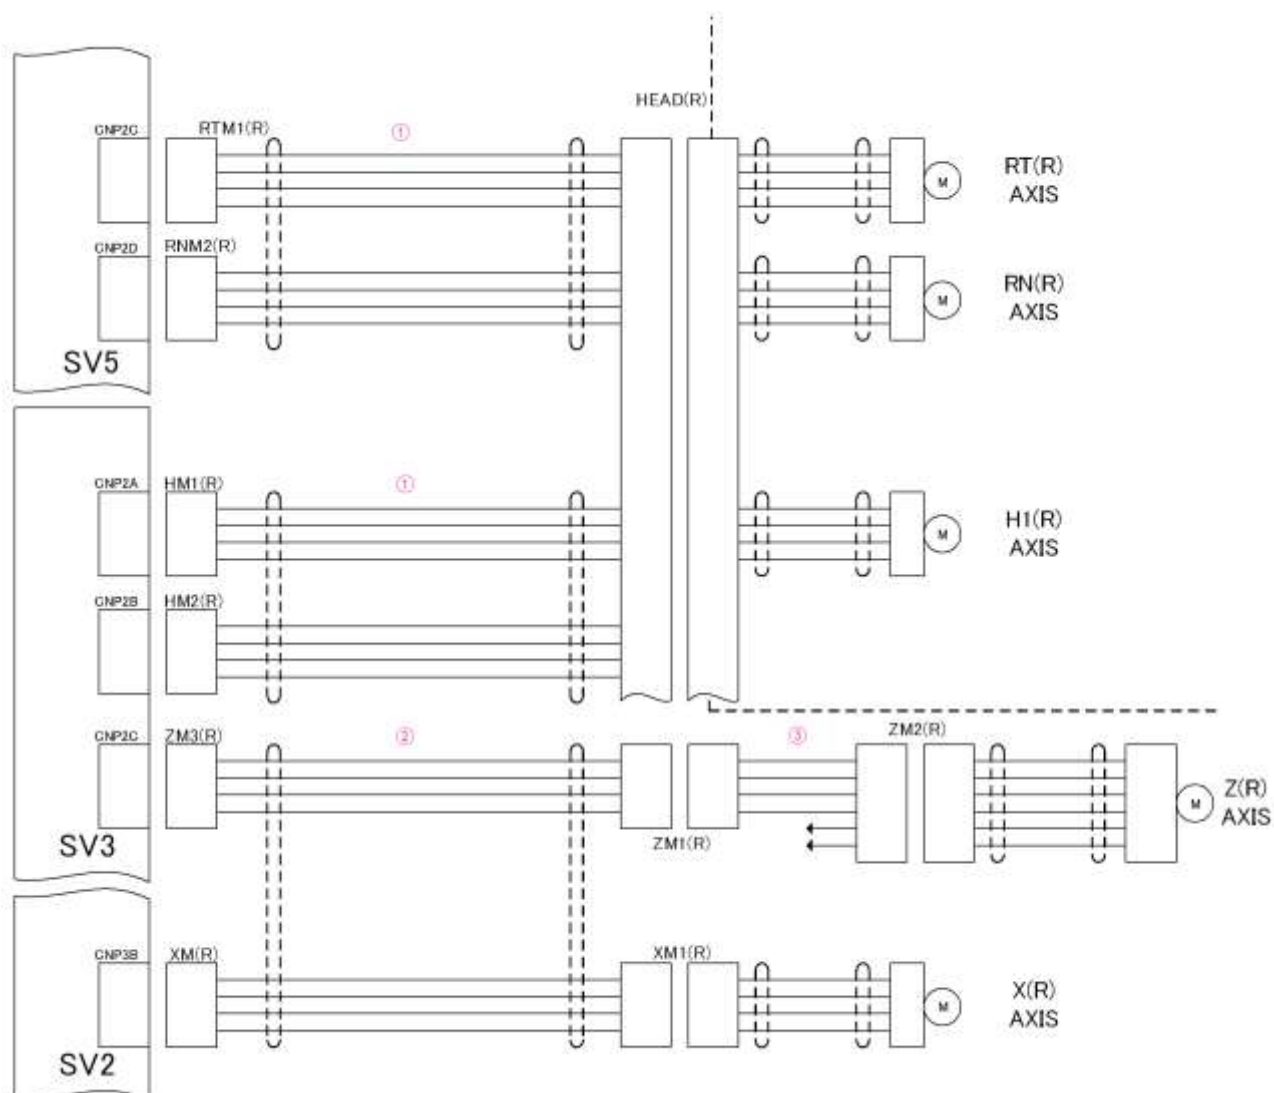 HEAD(R)
CNP2C
RTM1(R)
①
M
RT(R)
AXIS
CNP2D
RNM2(R)
M
RN(R)
AXIS
SV5
CNP2A
HM1(R)
①
M
H1(R)
AXIS
CNP2B
HM2(R)
CNP2C
ZM3(R)
②
③
ZM2(R)
M
Z(R)
AXIS
SV3
ZM1(R)
CNP3B
XM(R)
XM1(R)
M
X(R)
AXIS
SV2